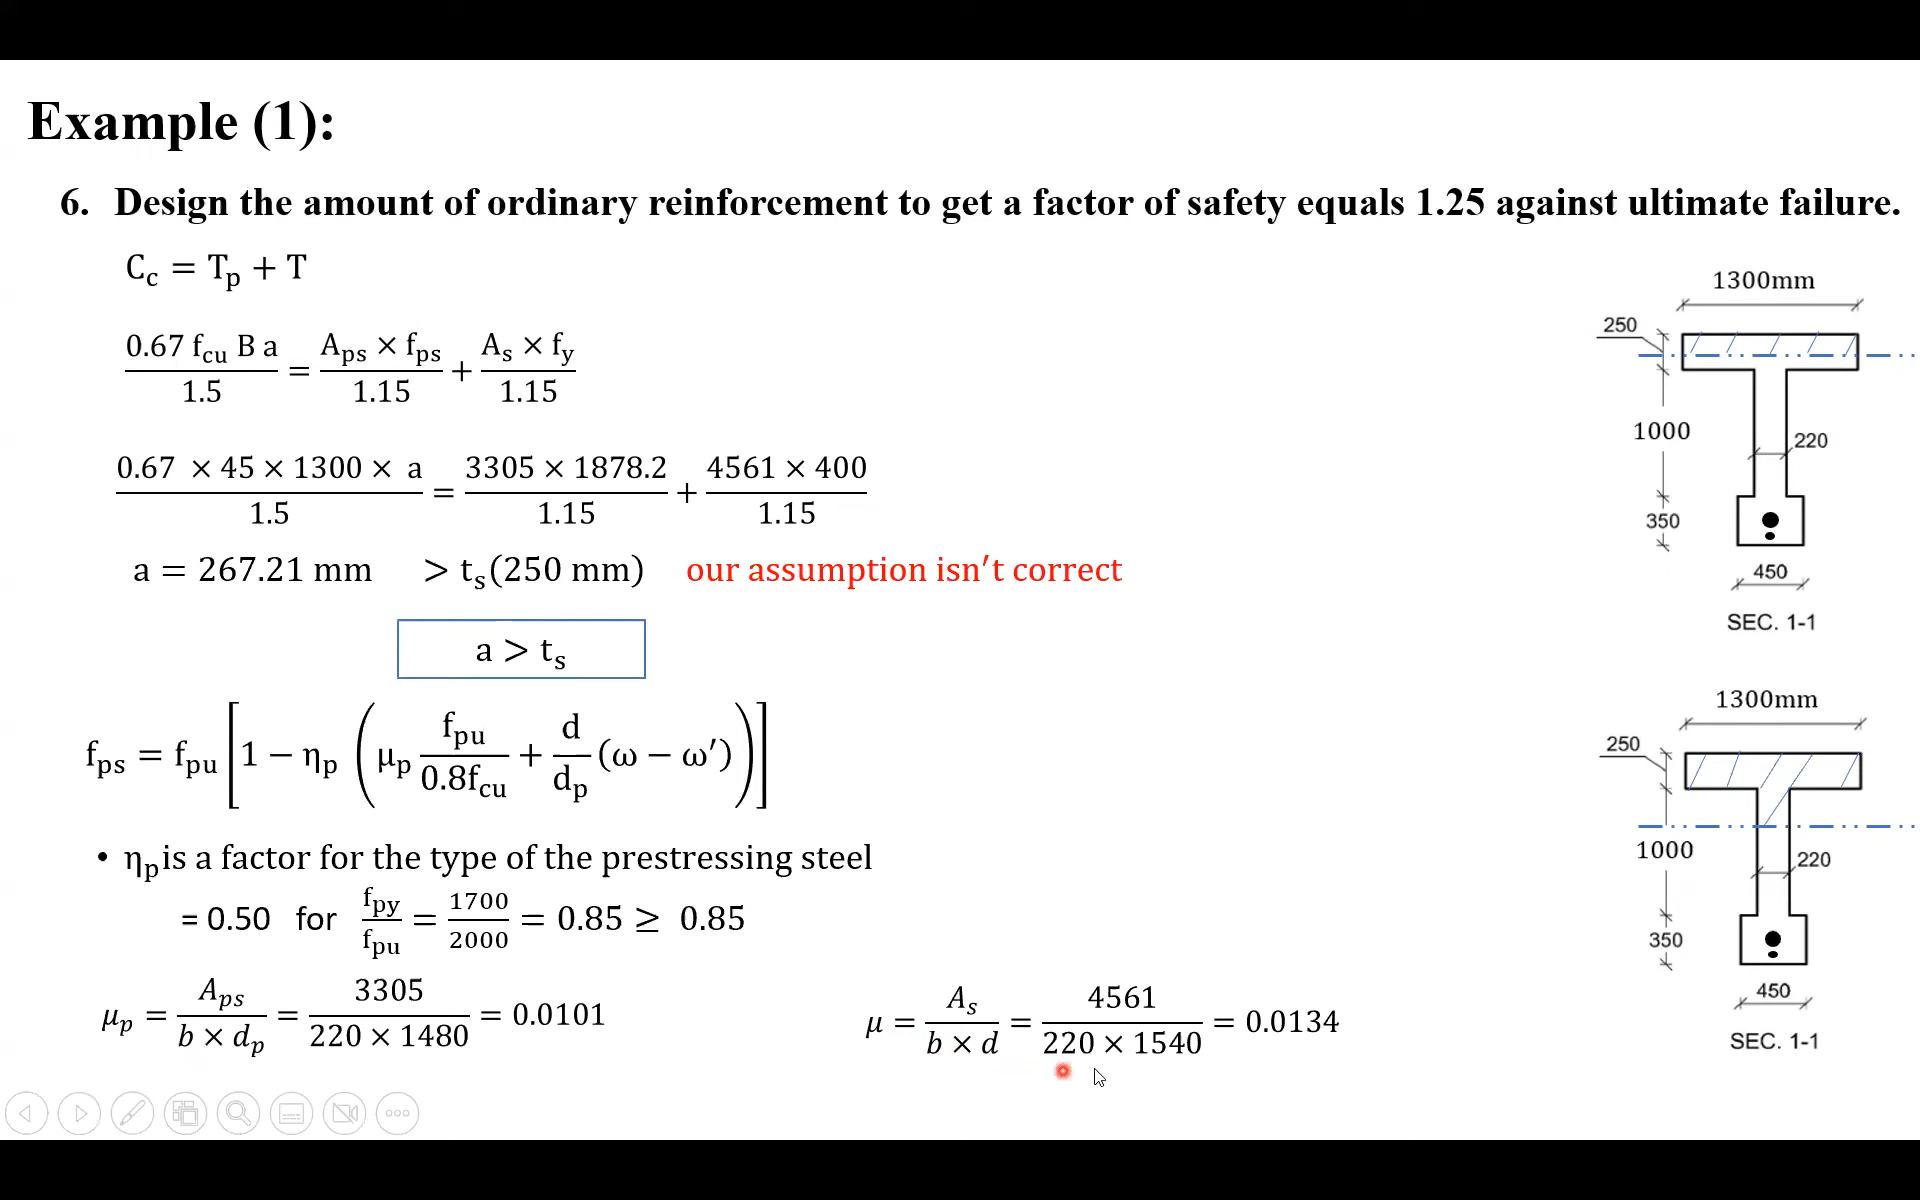 Example (1):
6. Design the amount of ordinary reinforcement to get a factor of safety equals 1.25 against ultimate failure.
C_c = T_p + T
0.67 f_cu B a / 1.5 = A_ps × f_ps / 1.15 + A_s × f_y / 1.15
0.67 × 45 × 1300 × a / 1.5 = 3305 × 1878.2 / 1.15 + 4561 × 400 / 1.15
a = 267.21 mm > t_s(250 mm) our assumption isn′t correct
a > t_s
f_ps = f_pu [1 − η_p (μ_p f_pu / 0.8f_cu + d / d_p (ω − ω′))]
• η_p is a factor for the type of the prestressing steel
= 0.50 for f_py / f_pu = 1700 / 2000 = 0.85 ≥ 0.85
μ_p = A_ps / b × d_p = 3305 / 220 × 1480 = 0.0101
μ = A_s / b × d = 4561 / 220 × 1540 = 0.0134
1300mm
250
1000
220
350
450
SEC. 1-1
1300mm
250
1000
220
350
450
SEC. 1-1